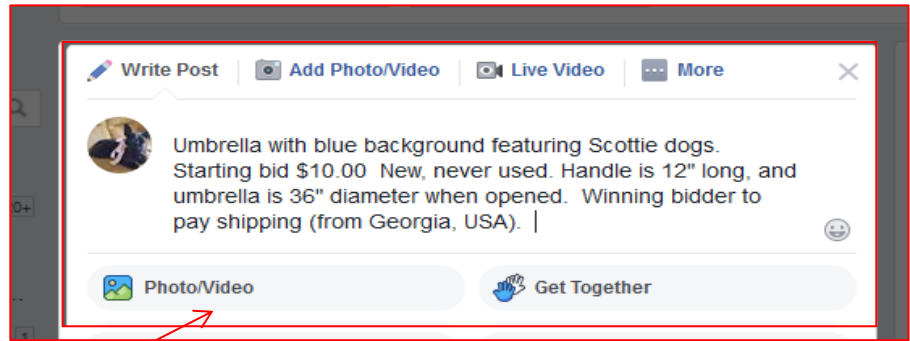 Write Post Add Photo/Video Live Video More
Umbrella with blue background featuring Scottie dogs.
Starting bid $10.00  New, never used. Handle is 12" long, and
umbrella is 36" diameter when opened.  Winning bidder to
pay shipping (from Georgia, USA).
Photo/Video Get Together